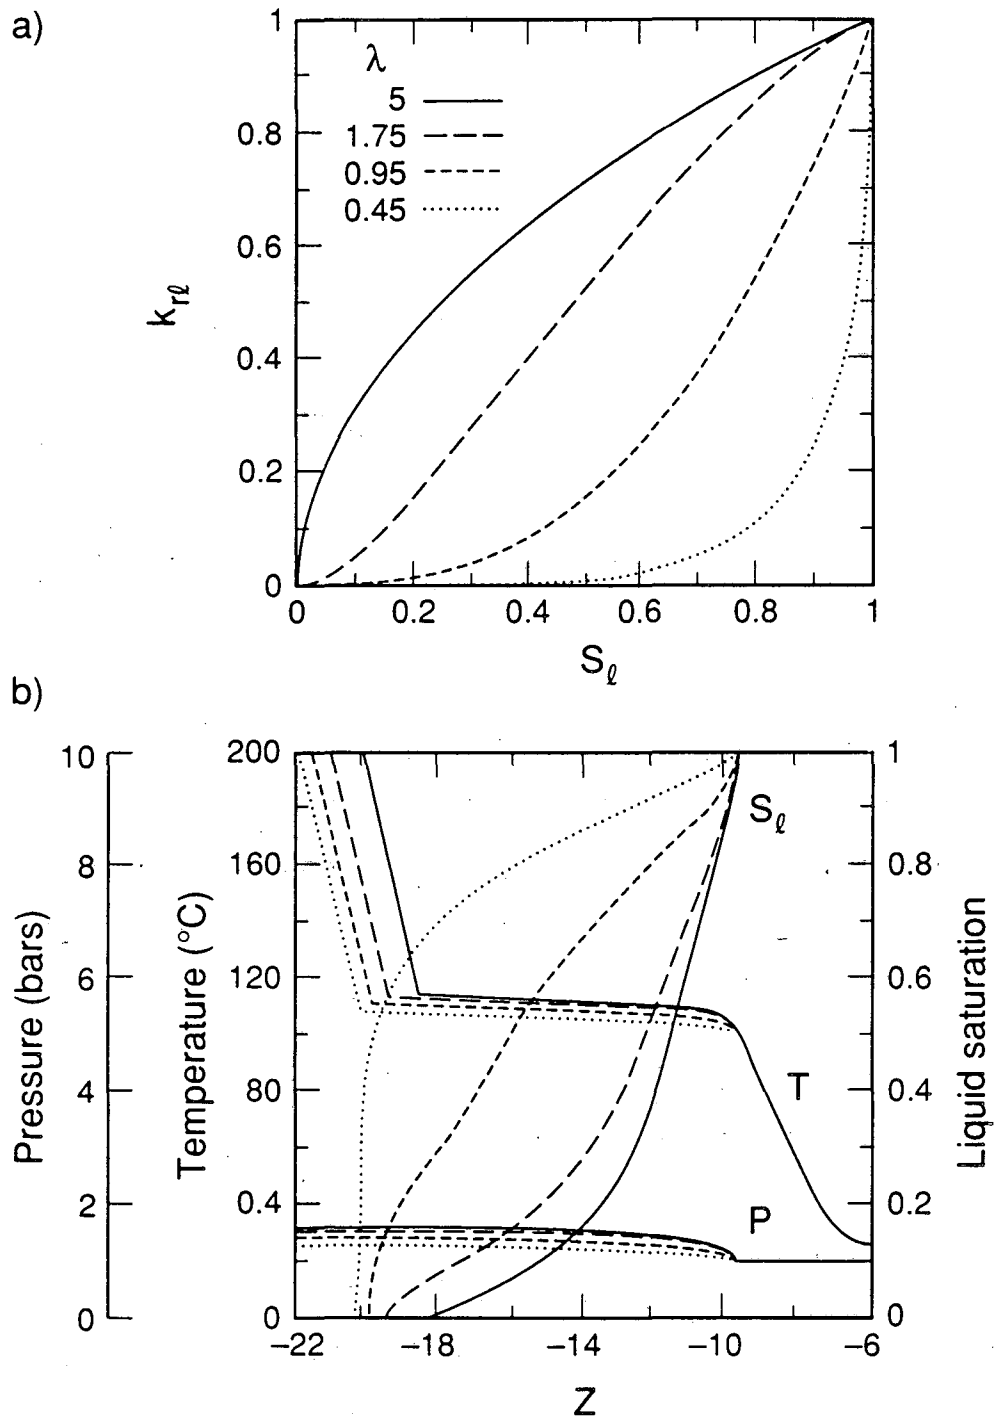 a)
1
0.8
0.6
0.4
0.2
0
k_rℓ
λ
5
1.75
0.95
0.45
0 0.2 0.4 0.6 0.8 1
S_ℓ
b)
10 200 1
8 160 0.8
6 120 0.6
4 80 0.4
2 0.4 0.2
0 0 0
Pressure (bars)
Temperature (°C)
Liquid saturation
S_ℓ
T
P
-22 -18 -14 -10 -6
Z